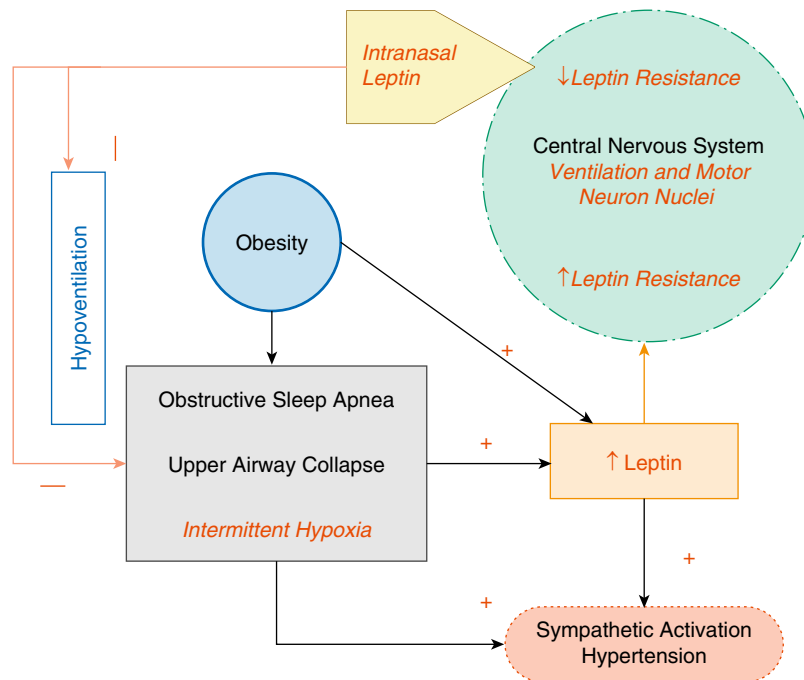 Intranasal
Leptin
↓Leptin Resistance
Central Nervous System
Ventilation and Motor
Neuron Nuclei
↑Leptin Resistance
—
Hypoventilation
Obesity
+
Obstructive Sleep Apnea
Upper Airway Collapse
Intermittent Hypoxia
—
+
↑Leptin
+
+
Sympathetic Activation
Hypertension